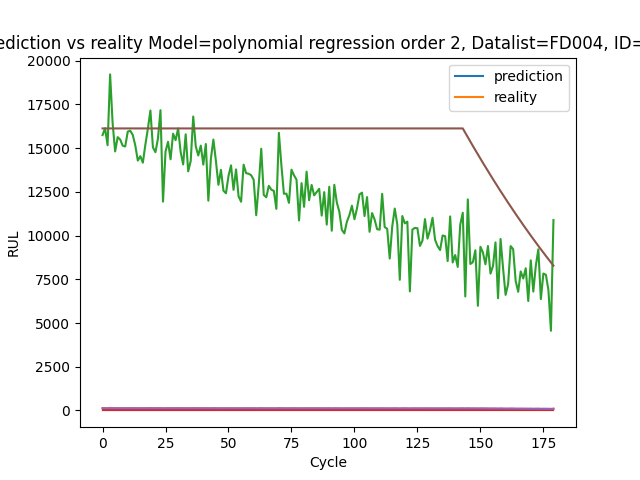 ediction vs reality Model=polynomial regression order 2, Datalist=FD004, ID=
20000
17500
15000
12500
10000
7500
5000
2500
0
RUL
prediction
reality
0 25 50 75 100 125 150 175
Cycle